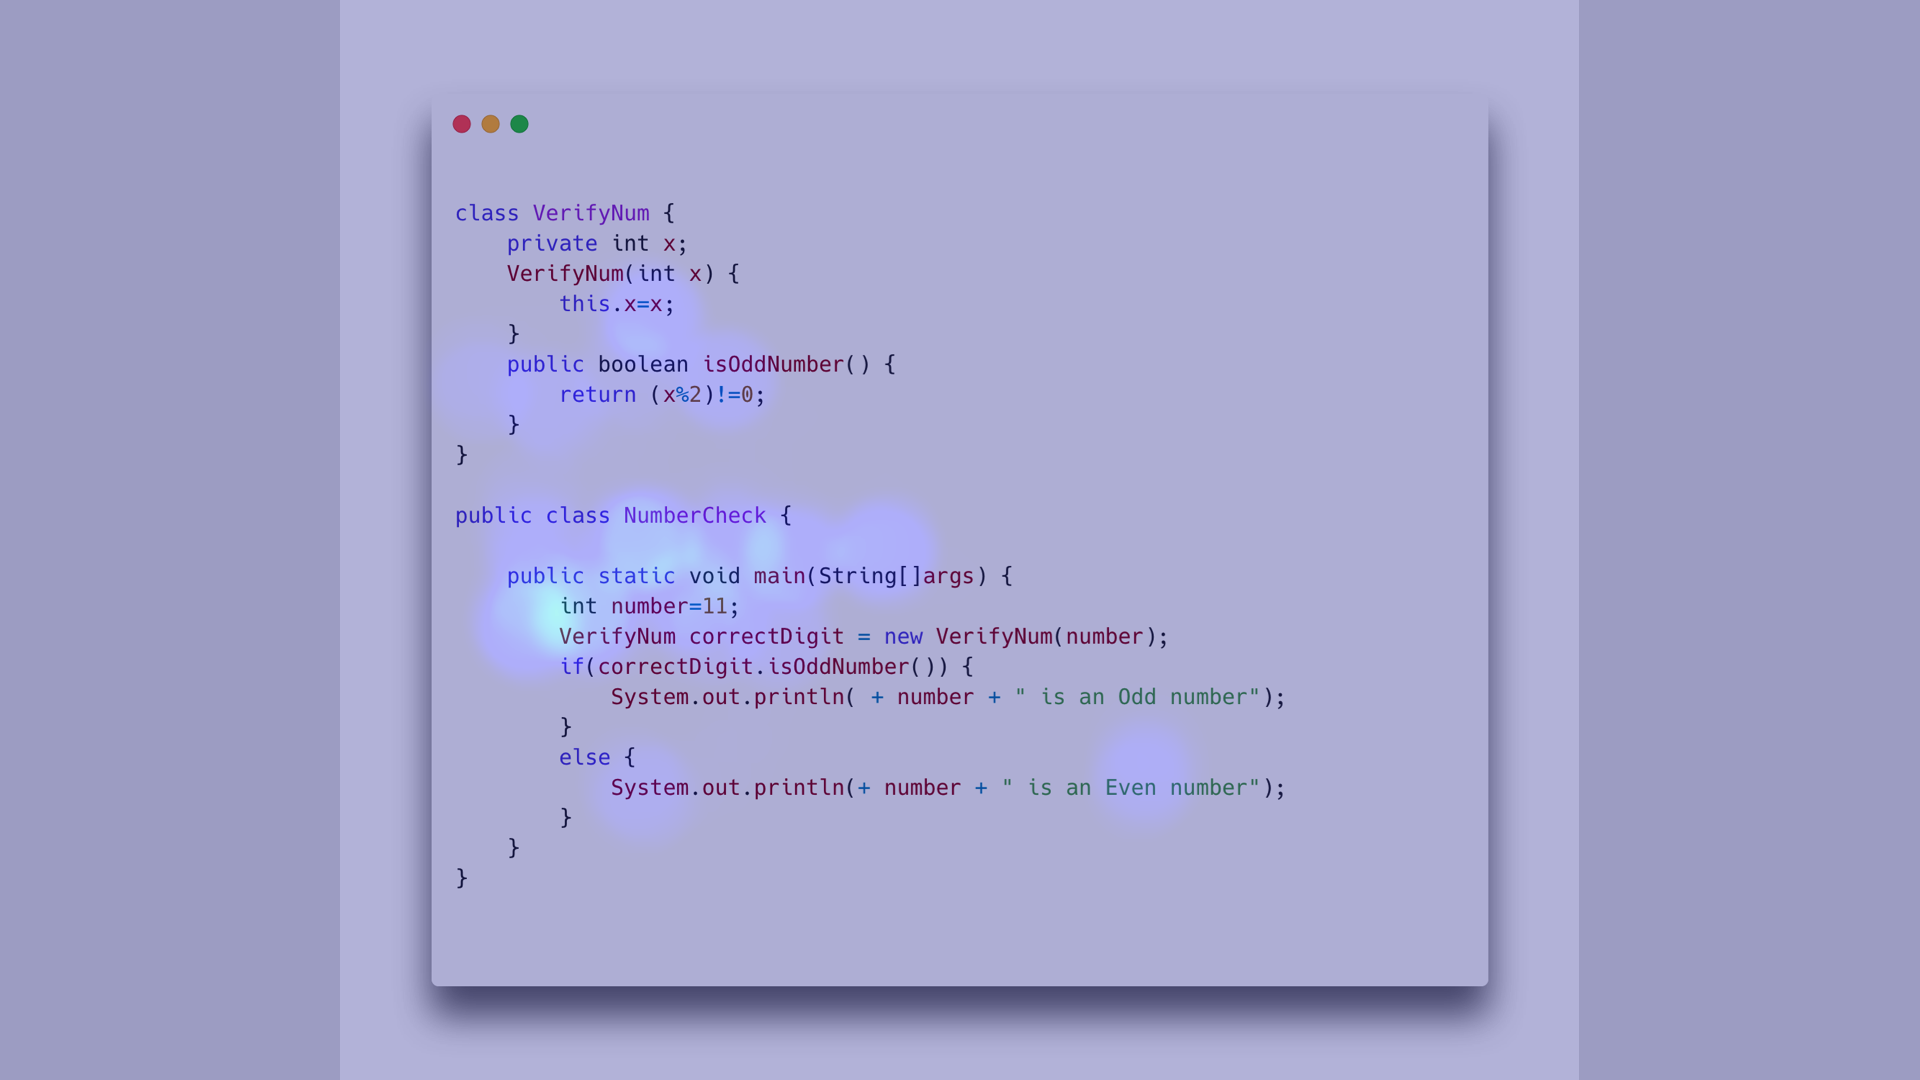 class VerifyNum {
    private int x;
    VerifyNum(int x) {
        this.x=x;
    }
    public boolean isOddNumber() {
        return (x%2)!=0;
    }
}
public class NumberCheck {
    public static void main(String[]args) {
        int number=11;
        VerifyNum correctDigit = new VerifyNum(number);
        if(correctDigit.isOddNumber()) {
            System.out.println( + number + " is an Odd number");
        }
        else {
            System.out.println(+ number + " is an Even number");
        }
    }
}